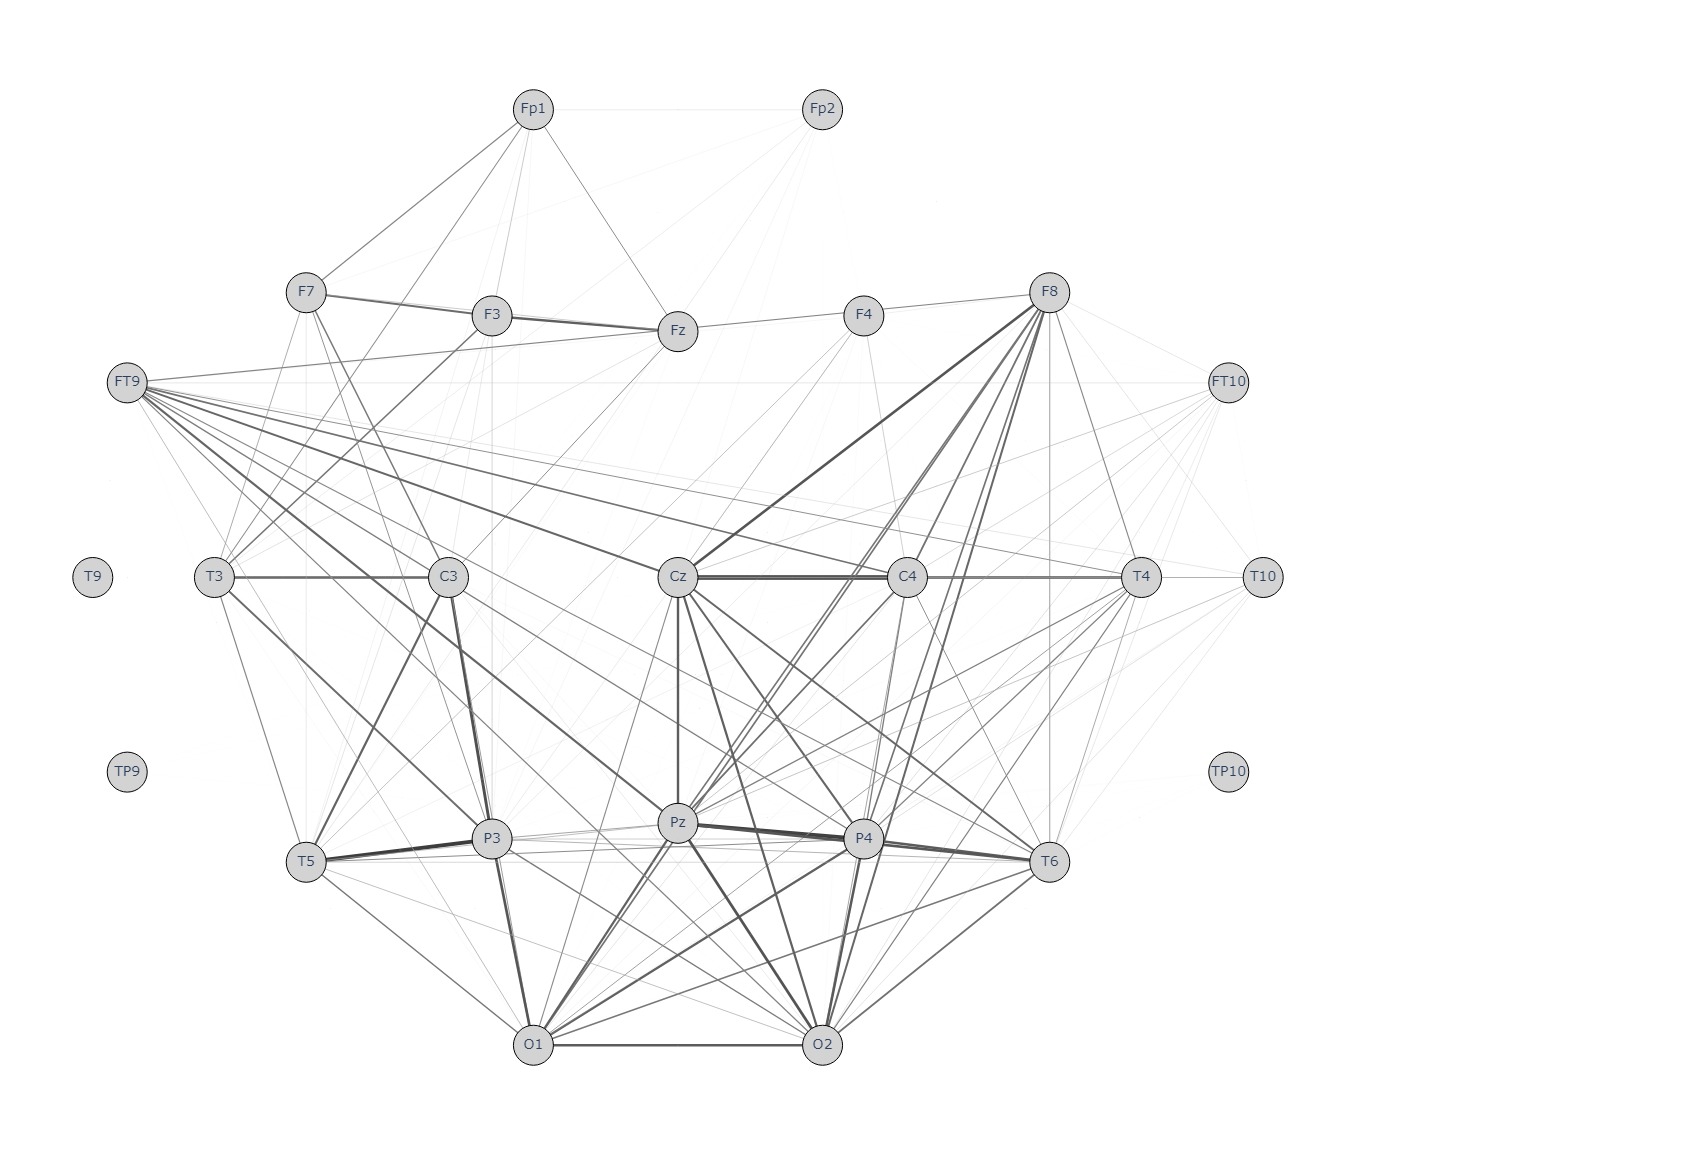 Fp1 Fp2
F7 F3 Fz F4 F8
FT9 FT10
T9 T3 C3 Cz C4 T4 T10
TP9 TP10
T5 P3 Pz P4 T6
O1 O2